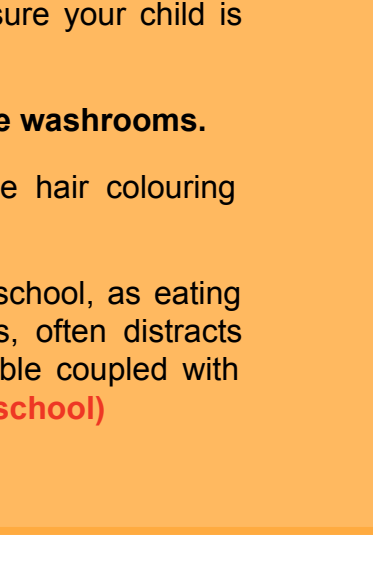 sure your child is
e washrooms.
e hair colouring
school, as eating
s, often distracts
ble coupled with
school)